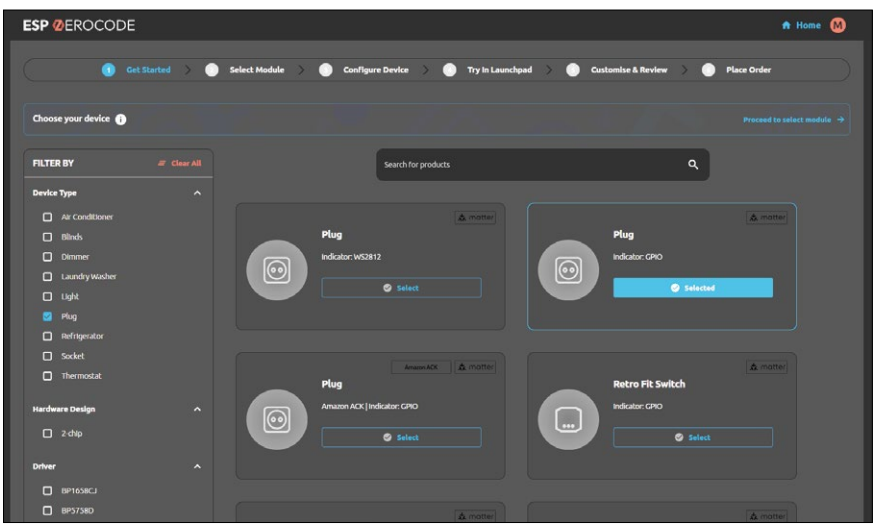 ESP ZEROCODE
Home M
1 Get Started > Select Module > Configure Device > Try In Launchpad > Customise & Review > Place Order
Choose your device i
Proceed to select module →
FILTER BY
Clear All
Search for products
Device Type
Air Conditioner
Blinds
Dimmer
Laundry Washer
Light
Plug
Refrigerator
Socket
Thermostat
Hardware Design
2-chip
Driver
BP1658CJ
BP5758D
matter
Plug
Indicator: WS2812
Select
matter
Plug
Indicator: GPIO
Selected
Amazon ACK
matter
Plug
Amazon ACK | Indicator: GPIO
Select
matter
Retro Fit Switch
Indicator: GPIO
Select
matter
matter